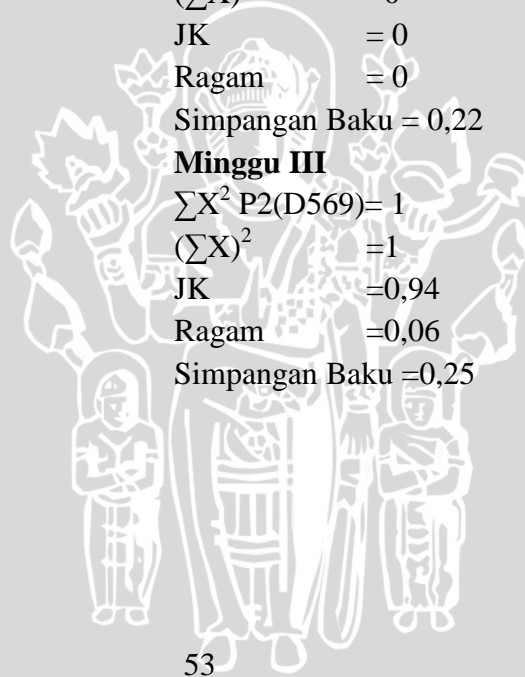 JK = 0
Ragam = 0
Simpangan Baku = 0,22
Minggu III
∑X² P2(D569)= 1
(∑X)² =1
JK =0,94
Ragam =0,06
Simpangan Baku =0,25
53